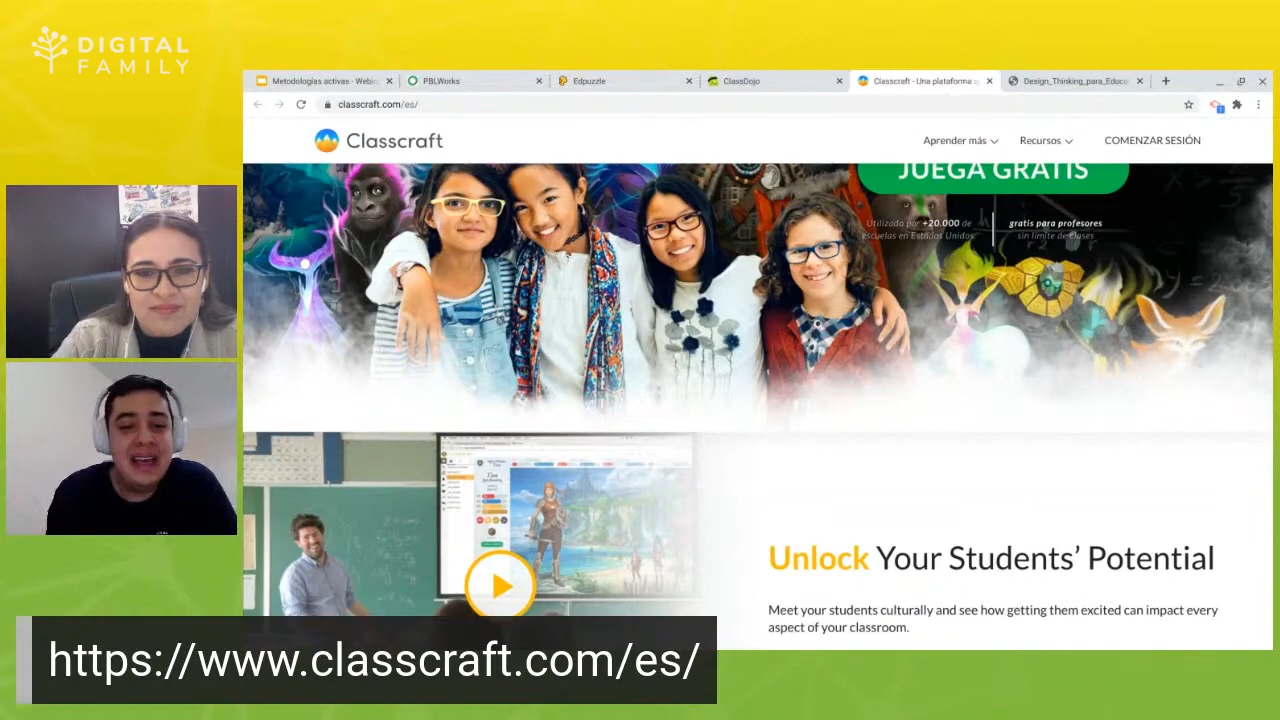 DIGITAL
FAMILY
Metodologías activas - Webin
PBLWorks
Edpuzzle
ClassDojo
Classcraft - Una plataforma
Design_Thinking_para_Educa
classcraft.com/es/
Classcraft
Aprender más
Recursos
COMENZAR SESIÓN
JUEGA GRATIS
Utilizado por +20.000 de
escuelas en Estados Unidos.
gratis para profesores
sin límite de clases
Unlock Your Students’ Potential
Meet your students culturally and see how getting them excited can impact every
aspect of your classroom.
https://www.classcraft.com/es/